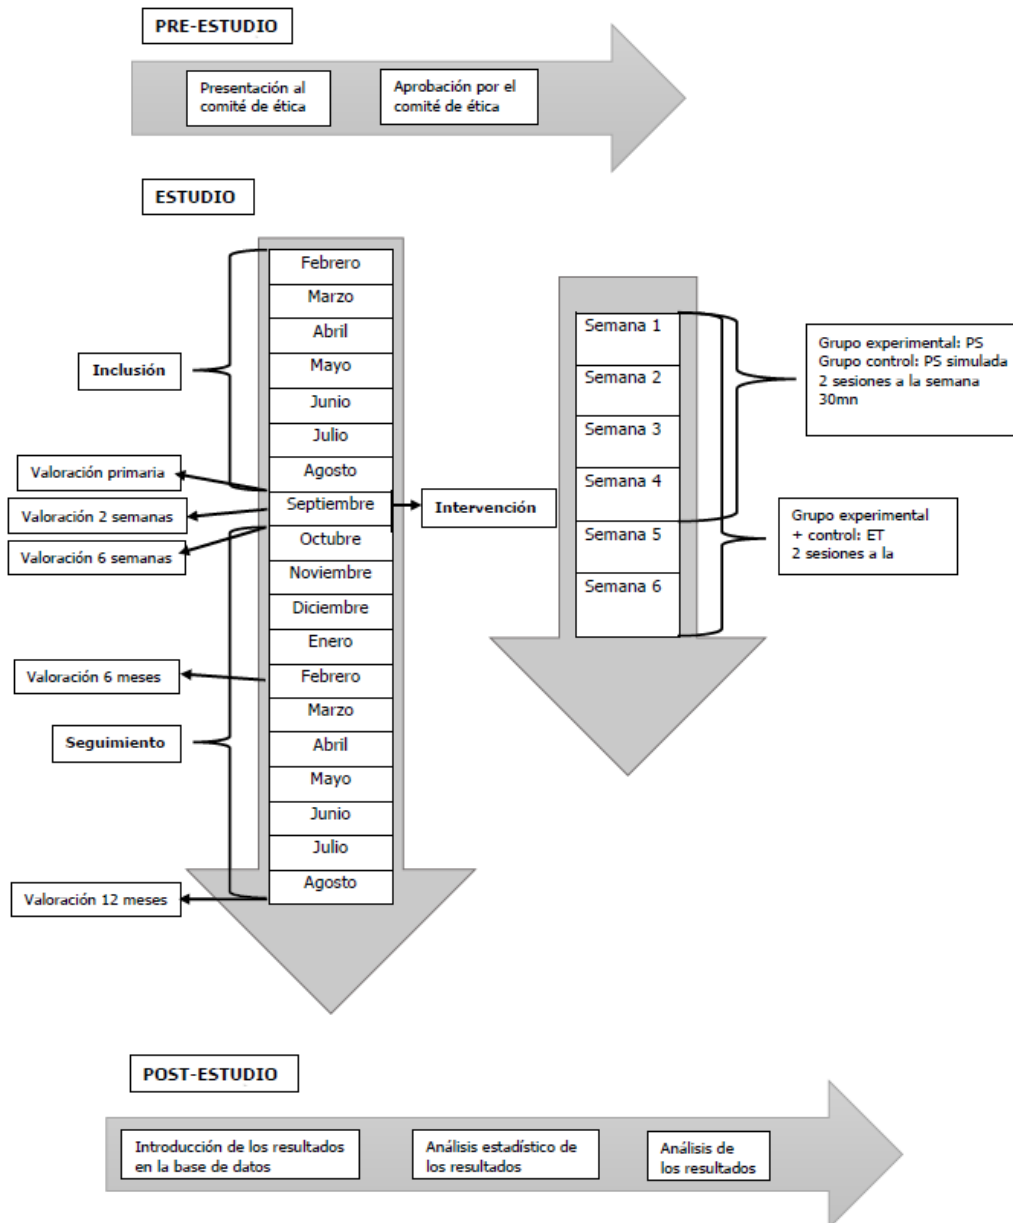 PRE-ESTUDIO
Presentación al
comité de ética
Aprobación por el
comité de ética
ESTUDIO
Febrero
Marzo
Abril
Mayo
Junio
Julio
Agosto
Septiembre
Octubre
Noviembre
Diciembre
Enero
Febrero
Marzo
Abril
Mayo
Junio
Julio
Agosto
Inclusión
Valoración primaria
Valoración 2 semanas
Valoración 6 semanas
Valoración 6 meses
Seguimiento
Valoración 12 meses
Intervención
Semana 1
Semana 2
Semana 3
Semana 4
Semana 5
Semana 6
Grupo experimental: PS
Grupo control: PS simulada
2 sesiones a la semana
30mn
Grupo experimental
+ control: ET
2 sesiones a la
POST-ESTUDIO
Introducción de los resultados
en la base de datos
Análisis estadístico de
los resultados
Análisis de
los resultados